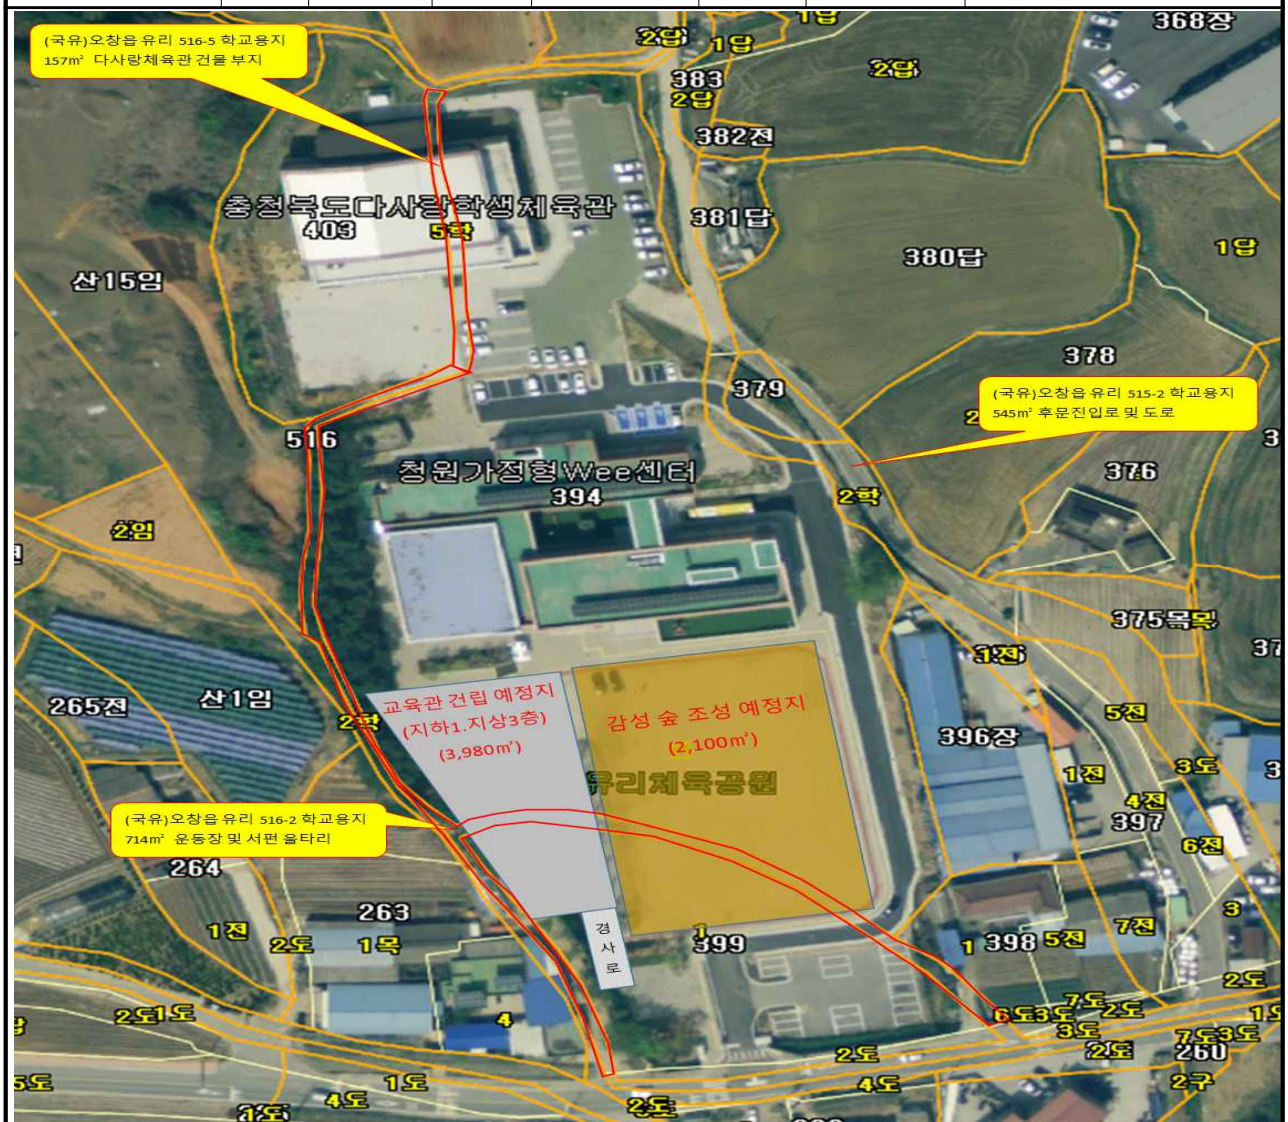 (국유)오창읍 유리 516-5 학교용지
157㎡ 다사랑체육관 건물 부지
368장
1답
2답
1답
383
2답
2답
382전
381답
충청북도다사랑학생체육관
403
5학
산15임
380답
1답
378
379
(국유)오창읍 유리 515-2 학교용지
545㎡ 후문진입로 및 도로
516
청원가정형Wee센터
394
376
2학
2임
375목
전
265전
산1임
2학
교육관 건립 예정지
(지하1.지상3층)
(3,980㎡)
감성 숲 조성 예정지
(2,100㎡)
유리체육공원
396장
5전
1전
3도
4전
397
6전
(국유)오창읍 유리 516-2 학교용지
714㎡ 운동장 및 서편 울타리
264
263
1전
2도
1목
경
사
로
399
1
398
5전
7전
3
2도
1도
4
6도
3도
7도
2도
3도
2도
7도
3도
260
2구
2도
4도
5도
1도
4도
1도
2도
2도